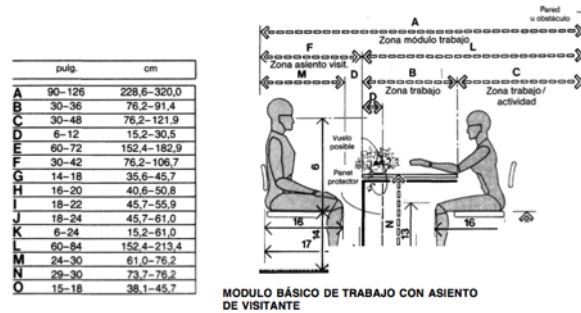 pulg. cm
A 90–126 228,6–320,0
B 30–36 76,2–91,4
C 30–48 76,2–121,9
D 6–12 15,2–30,5
E 60–72 152,4–182,9
F 30–42 76,2–106,7
G 14–18 35,6–45,7
H 16–20 40,6–50,8
I 18–22 45,7–55,9
J 18–24 45,7–61,0
K 6–24 15,2–61,0
L 60–84 152,4–213,4
M 24–30 61,0–76,2
N 29–30 73,7–76,2
O 15–18 38,1–45,7
Pared
u obstáculo
A
Zona módulo trabajo
F
L
Zona asiento visit.
M
D
B
C
Zona trabajo
Zona trabajo/
actividad
D
Vuelo
posible
6
Panel
protector
N
13
16
14
16
17
MODULO BÁSICO DE TRABAJO CON ASIENTO
DE VISITANTE